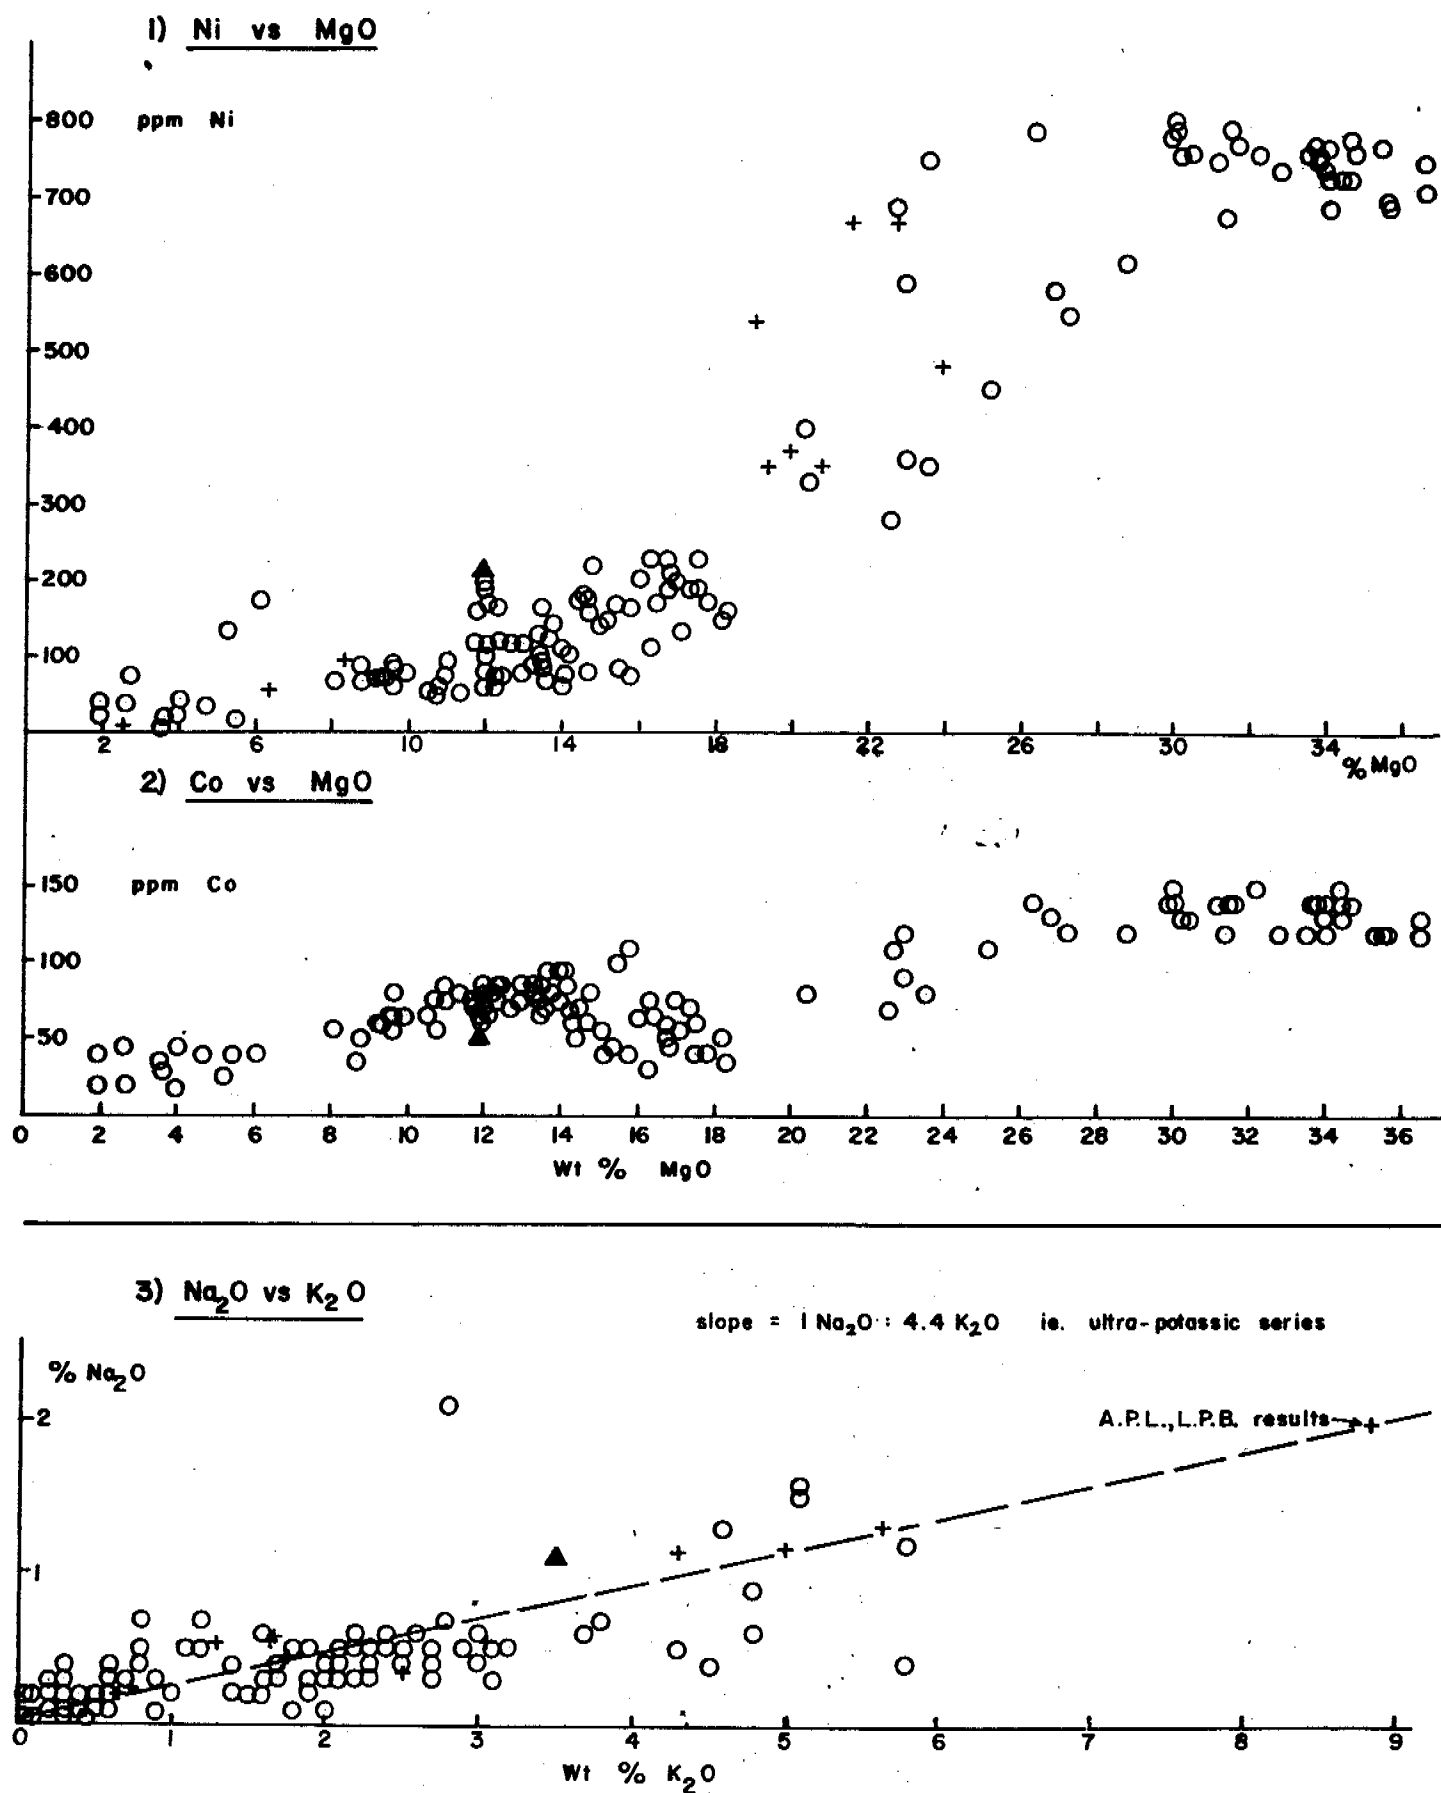 1) Ni vs MgO
800 ppm Ni
700
600
500
400
300
200
100
2 6 10 14 18 22 26 30 34
% MgO
2) Co vs MgO
150 ppm Co
100
50
0 2 4 6 8 10 12 14 16 18 20 22 24 26 28 30 32 34 36
Wt % MgO
3) Na₂O vs K₂O
slope = 1 Na₂O : 4.4 K₂O ie. ultra-potassic series
% Na₂O
2
A.P.L., L.P.B. results
1
0 1 2 3 4 5 6 7 8 9
Wt % K₂O